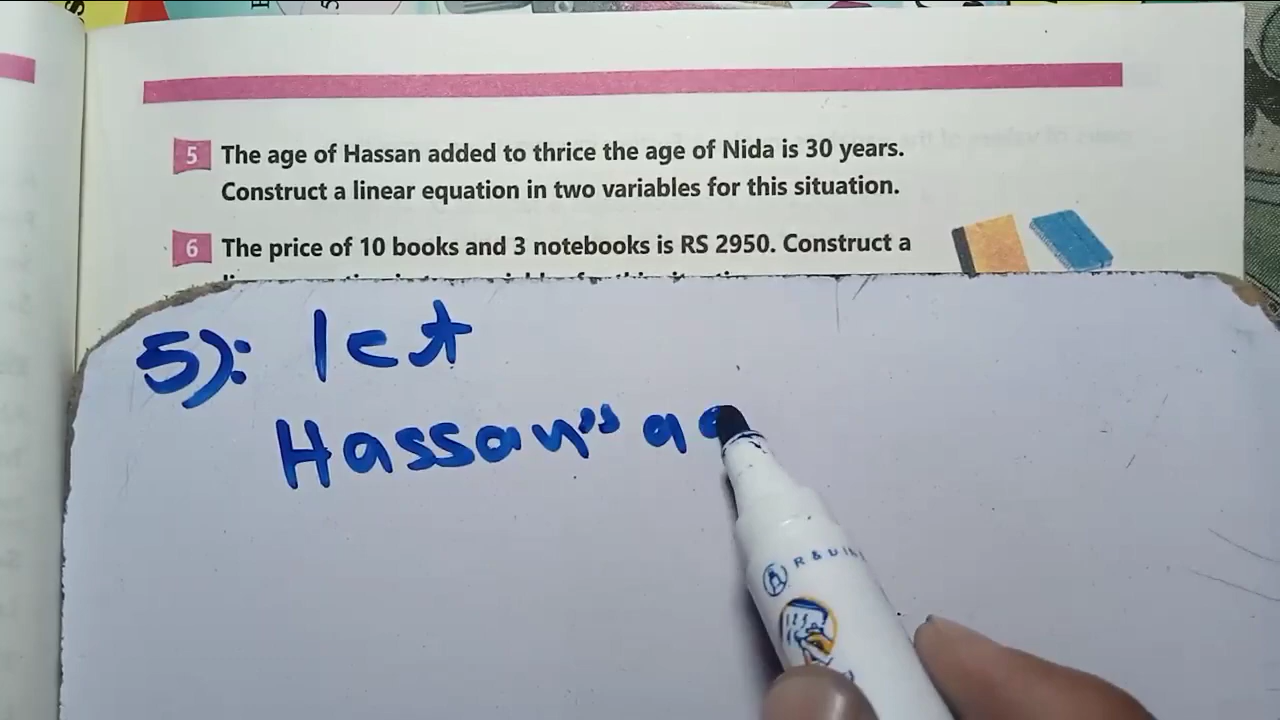 5 The age of Hassan added to thrice the age of Nida is 30 years.
Construct a linear equation in two variables for this situation.
6 The price of 10 books and 3 notebooks is RS 2950. Construct a
5): let
Hassan" ag